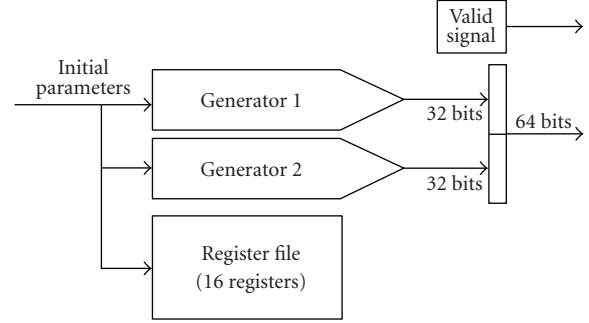 Valid
signal
Initial
parameters
Generator 1
32 bits
64 bits
Generator 2
32 bits
Register file
(16 registers)